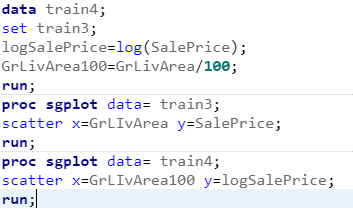 data train4;
set train3;
logSalePrice=log(SalePrice);
GrLivArea100=GrLivArea/100;
run;
proc sgplot data= train3;
scatter x=GrLIvArea y=SalePrice;
run;
proc sgplot data= train4;
scatter x=GrLIvArea100 y=logSalePrice;
run;